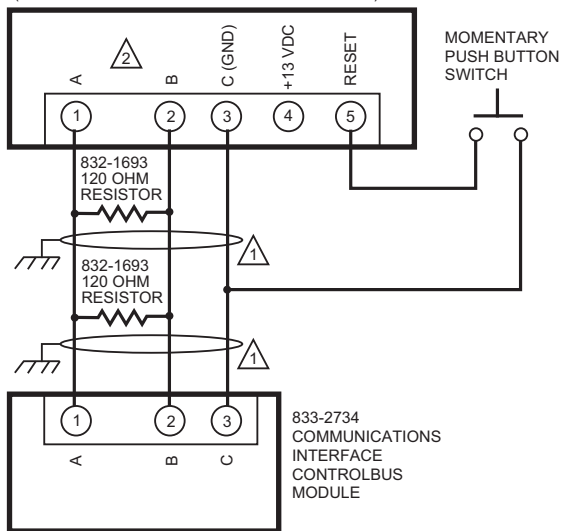 MOMENTARY
PUSH BUTTON
SWITCH
A
2
B
C (GND)
+13 VDC
RESET
1
2
3
4
5
832-1693
120 OHM
RESISTOR
1
832-1693
120 OHM
RESISTOR
1
1
2
3
A
B
C
833-2734
COMMUNICATIONS
INTERFACE
CONTROLBUS
MODULE